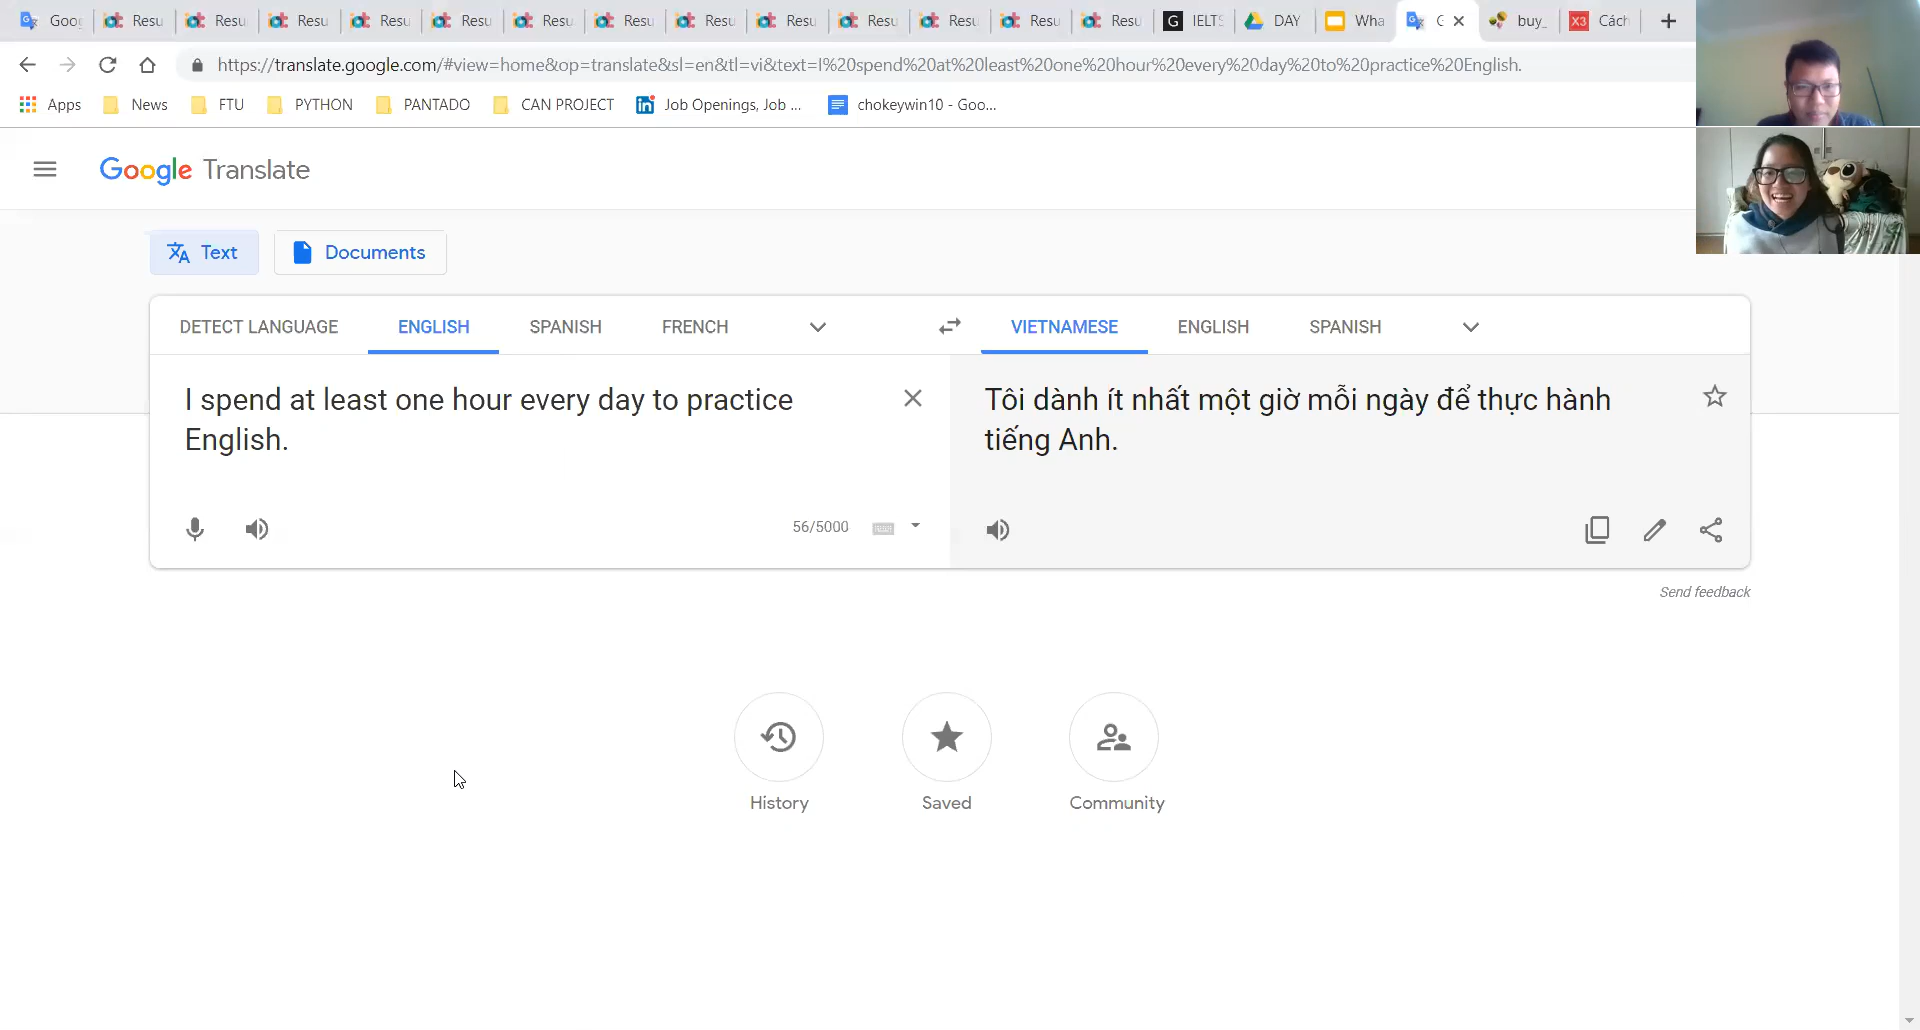 Goo Resu Resu Resu Resu Resu Resu Resu Resu Resu Resu Resu Resu Resu G IELTS DAY Wha G buy_ X3 Cách
https://translate.google.com/#view=home&op=translate&sl=en&tl=vi&text=I%20spend%20at%20least%20one%20hour%20every%20day%20to%20practice%20English.
Apps News FTU PYTHON PANTADO CAN PROJECT in Job Openings, Job ... chokeywin10 - Goo...
Google Translate
Text Documents
DETECT LANGUAGE ENGLISH SPANISH FRENCH VIETNAMESE ENGLISH SPANISH
I spend at least one hour every day to practice
English.
Tôi dành ít nhất một giờ mỗi ngày để thực hành
tiếng Anh.
56/5000
Send feedback
History Saved Community